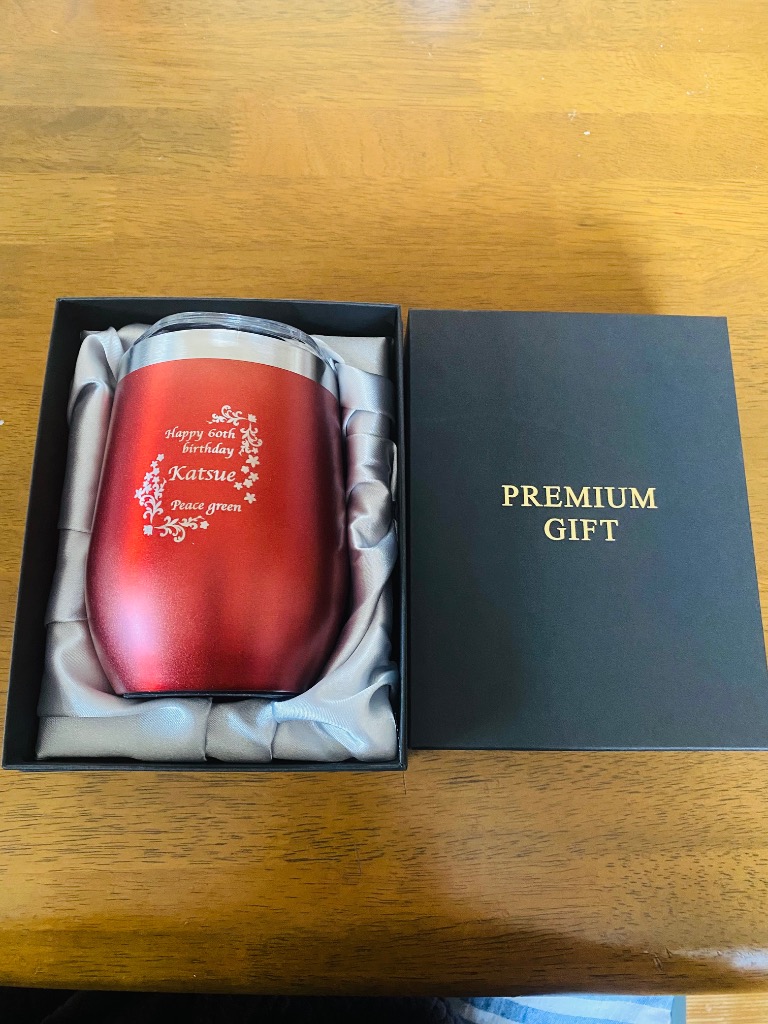 Happy 60th
birthday
Katsue
Peace green
PREMIUM
GIFT